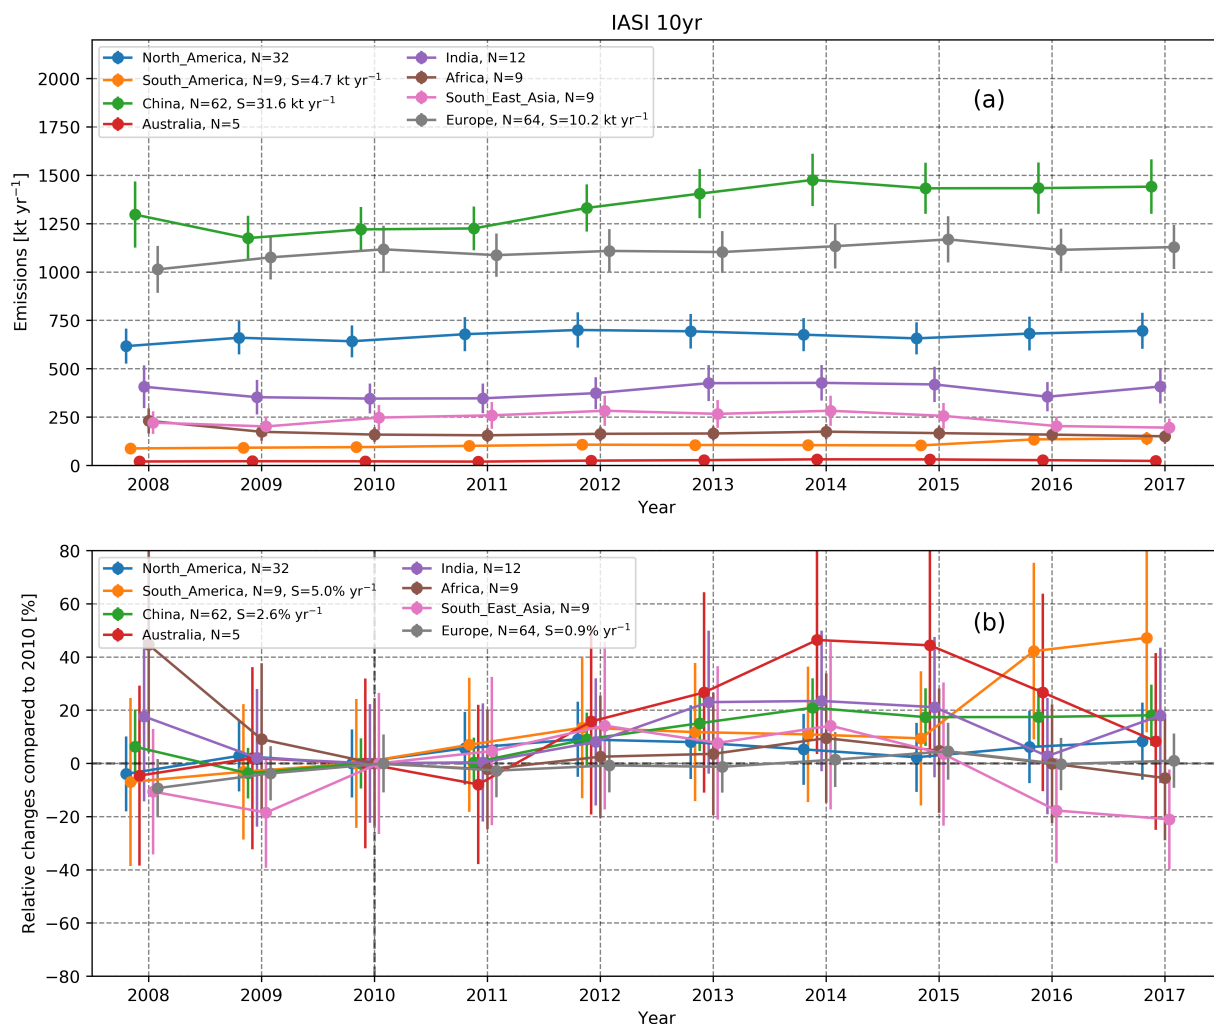 IASI 10yr
North_America, N=32
South_America, N=9, S=4.7 kt yr⁻¹
China, N=62, S=31.6 kt yr⁻¹
Australia, N=5
India, N=12
Africa, N=9
South_East_Asia, N=9
Europe, N=64, S=10.2 kt yr⁻¹
(a)
Emissions [kt yr⁻¹]
2000
1750
1500
1250
1000
750
500
250
0
2008 2009 2010 2011 2012 2013 2014 2015 2016 2017
Year
North_America, N=32
South_America, N=9, S=5.0% yr⁻¹
China, N=62, S=2.6% yr⁻¹
Australia, N=5
India, N=12
Africa, N=9
South_East_Asia, N=9
Europe, N=64, S=0.9% yr⁻¹
(b)
Relative changes compared to 2010 [%]
80
60
40
20
0
−20
−40
−60
−80
2008 2009 2010 2011 2012 2013 2014 2015 2016 2017
Year